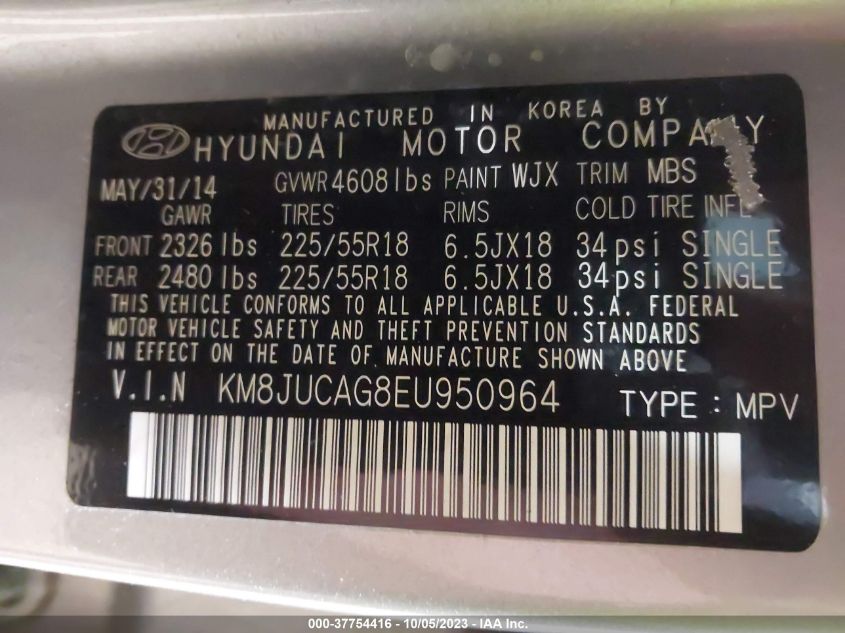 MANUFACTURED IN KOREA BY
HYUNDAI MOTOR COMPANY
MAY/31/14 GVWR 4608 lbs PAINT WJX TRIM MBS
GAWR TIRES RIMS COLD TIRE INFL
FRONT 2326 lbs 225/55R18 6.5JX18 34psi SINGLE
REAR 2480 lbs 225/55R18 6.5JX18 34psi SINGLE
THIS VEHICLE CONFORMS TO ALL APPLICABLE U.S.A. FEDERAL
MOTOR VEHICLE SAFETY AND THEFT PREVENTION STANDARDS
IN EFFECT ON THE DATE OF MANUFACTURE SHOWN ABOVE
V.I.N KM8JUCAG8EU950964 TYPE : MPV
000-37754416 - 10/05/2023 - IAA Inc.